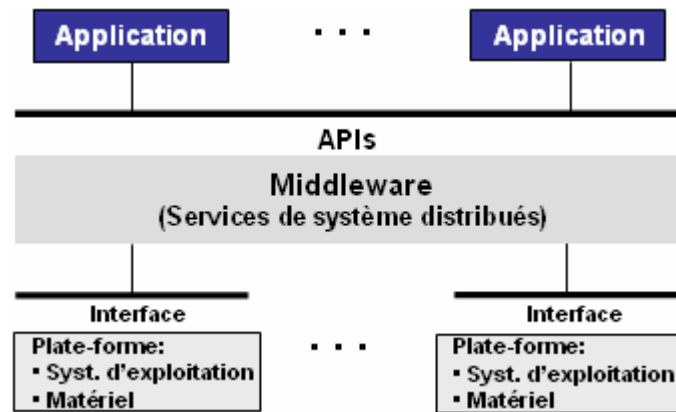 Application
. . .
Application
APIs
Middleware
(Services de système distribués)
Interface
Interface
Plate-forme:
▪ Syst. d'exploitation
▪ Matériel
. . .
Plate-forme:
▪ Syst. d'exploitation
▪ Matériel